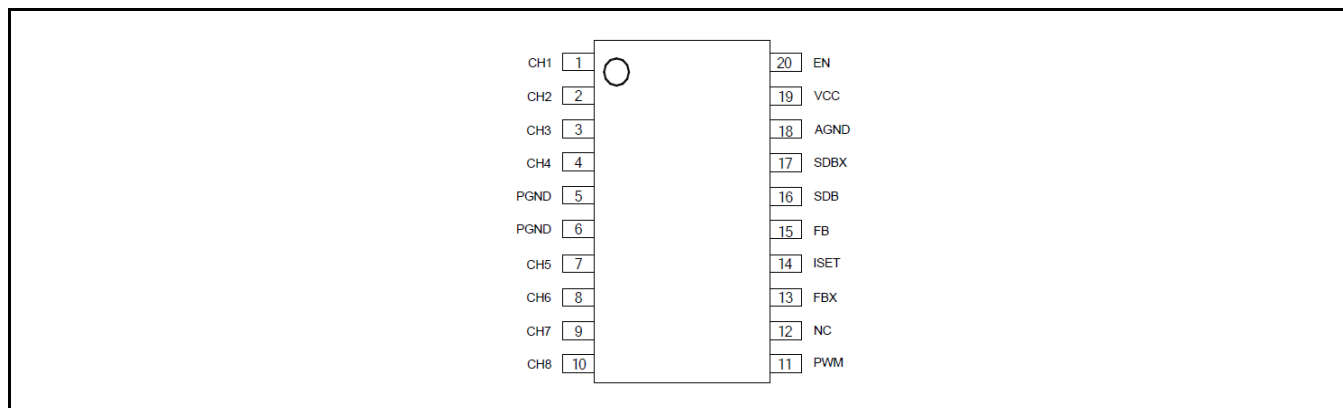 CH1 1 20 EN
CH2 2 19 VCC
CH3 3 18 AGND
CH4 4 17 SDBX
PGND 5 16 SDB
PGND 6 15 FB
CH5 7 14 ISET
CH6 8 13 FBX
CH7 9 12 NC
CH8 10 11 PWM